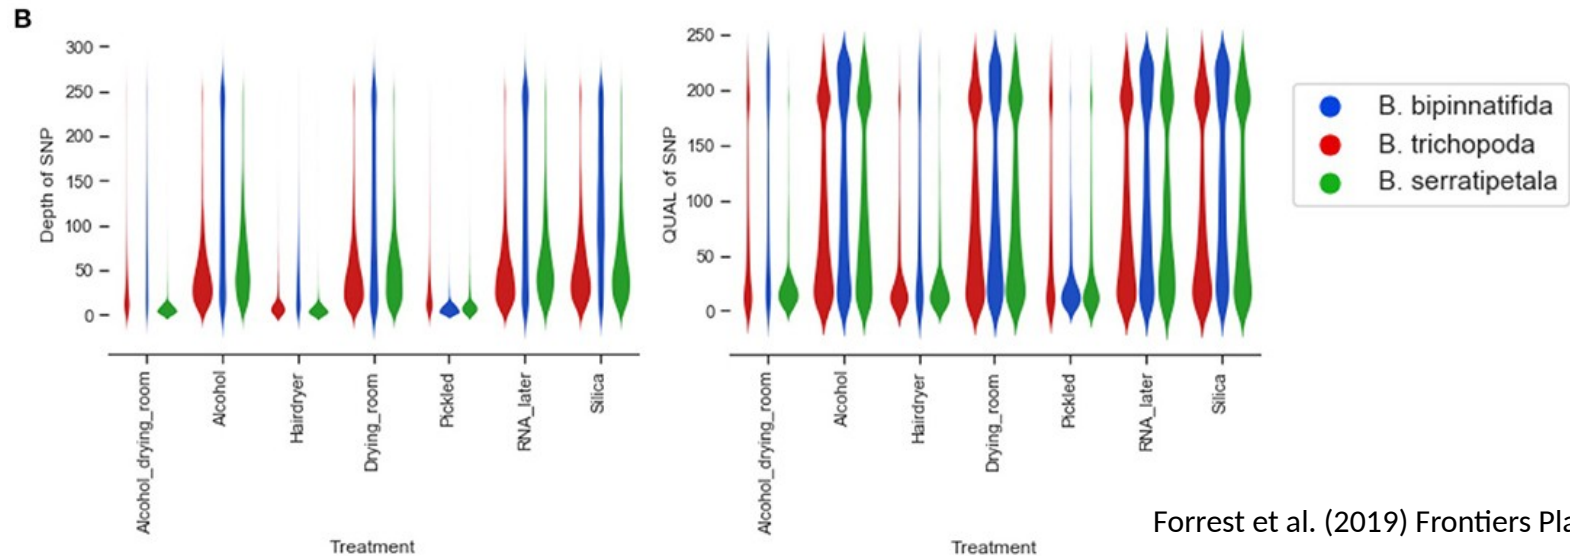 B
Depth of SNP
300
250
200
150
100
50
0
Alcohol_drying_room
Alcohol
Hairdryer
Drying_room
Pickled
RNA_later
Silica
Treatment
QUAL of SNP
250
200
150
100
50
0
Alcohol_drying_room
Alcohol
Hairdryer
Drying_room
Pickled
RNA_later
Silica
Treatment
B. bipinnatifida
B. trichopoda
B. serratipetala
Forrest et al. (2019) Frontiers Pla